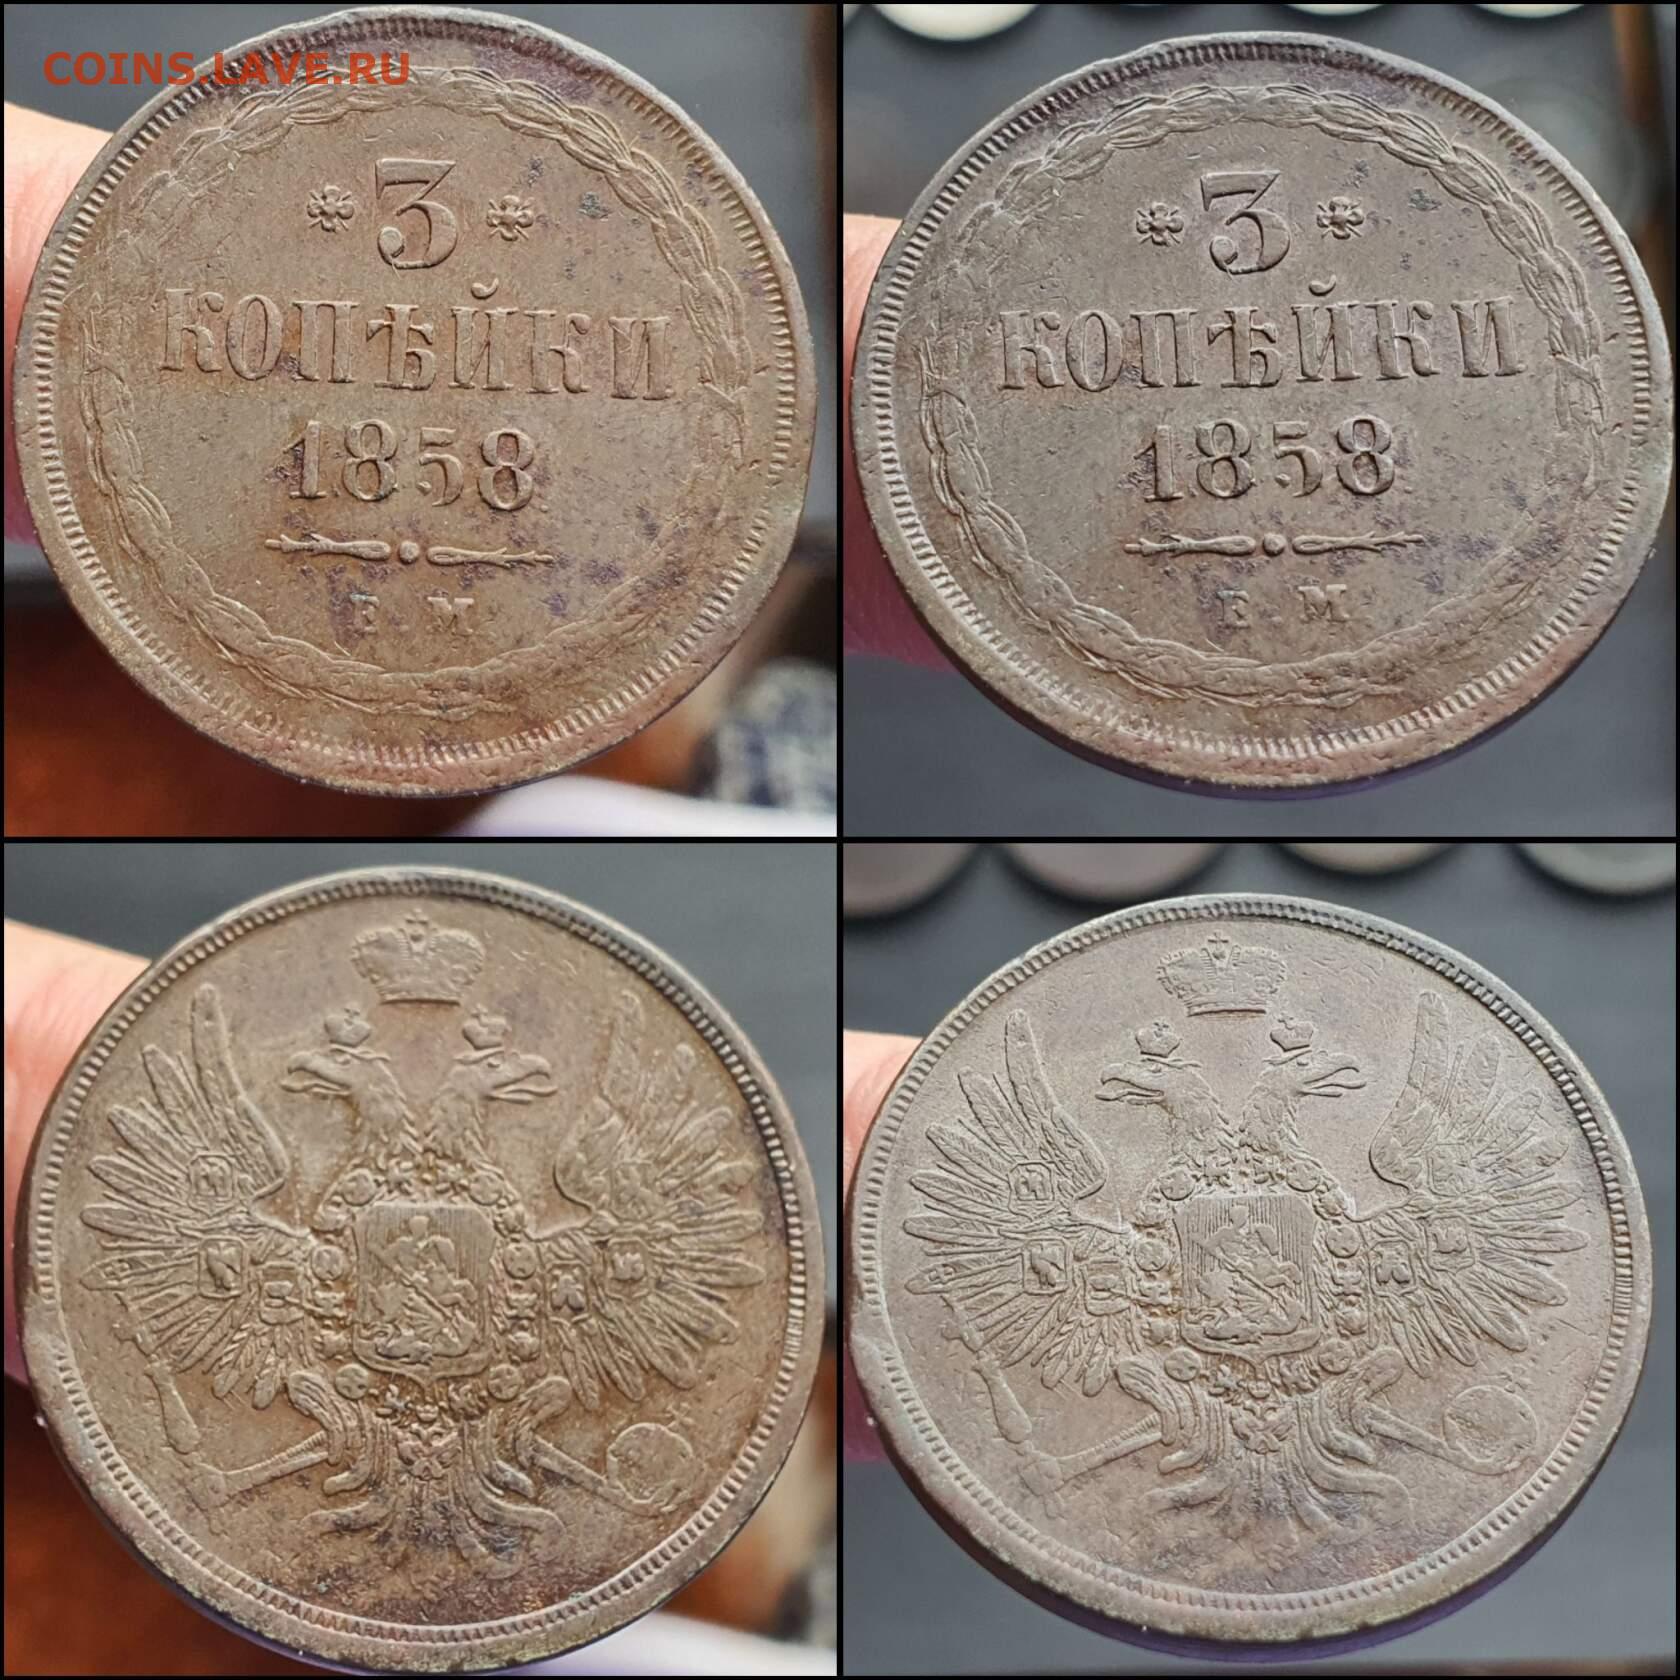 COINS.LAVE.RU
3
КОПѢЙКИ
1858
Е. М.
3
КОПѢЙКИ
1858
Е. М.